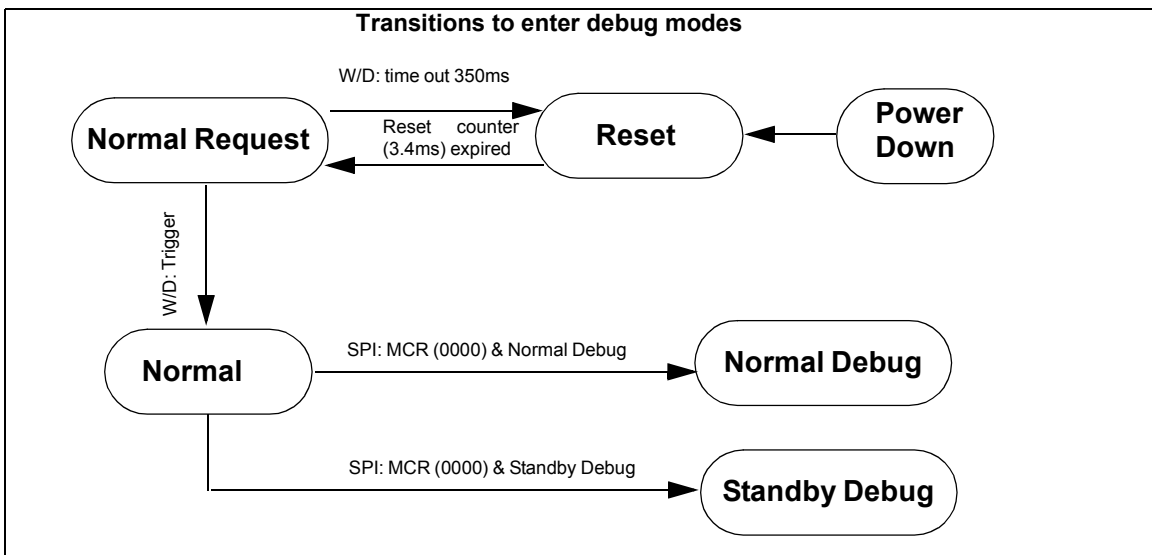 Transitions to enter debug modes
W/D: time out 350ms
Normal Request
Reset counter
(3.4ms) expired
Reset
Power
Down
W/D: Trigger
Normal
SPI: MCR (0000) & Normal Debug
Normal Debug
SPI: MCR (0000) & Standby Debug
Standby Debug